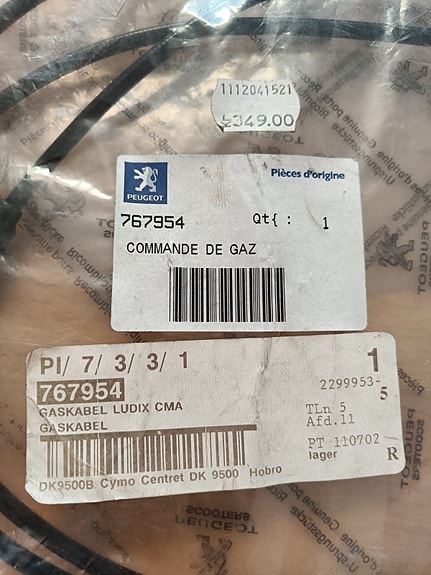 1112041521
349.00
PEUGEOT
Pièces d'origine
767954 Qt{ : 1
COMMANDE DE GAZ
PI/ 7/ 3/ 3/ 1
1
767954
2299953-5
GASKABEL LUDIX CMA
TLn 5
GASKABEL
Afd.11
PT 110702
lager R
DK9500B Cymo Centret DK 9500 Hobro
PEUGEOT
SCOOTERS